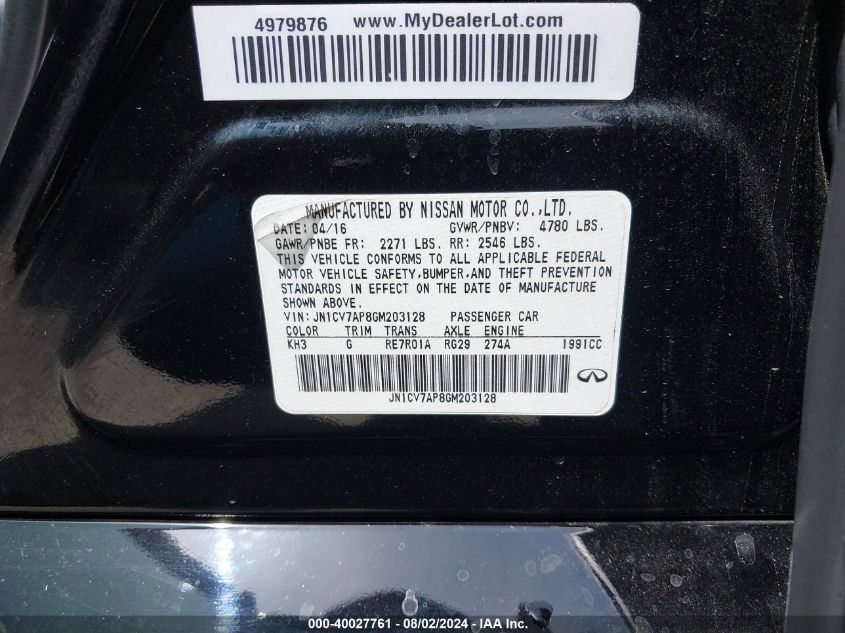 4979876 www.MyDealerLot.com
MANUFACTURED BY NISSAN MOTOR CO.,LTD.
DATE: 04/16 GVWR/PNBV: 4780 LBS.
GAWR/PNBE FR: 2271 LBS. RR: 2546 LBS.
THIS VEHICLE CONFORMS TO ALL APPLICABLE FEDERAL
MOTOR VEHICLE SAFETY,BUMPER,AND THEFT PREVENTION
STANDARDS IN EFFECT ON THE DATE OF MANUFACTURE
SHOWN ABOVE.
VIN: JN1CV7AP8GM203128 PASSENGER CAR
COLOR TRIM TRANS AXLE ENGINE
KH3 G RE7R01A RG29 274A 1991CC
JN1CV7AP8GM203128
000-40027761 - 08/02/2024 - IAA Inc.